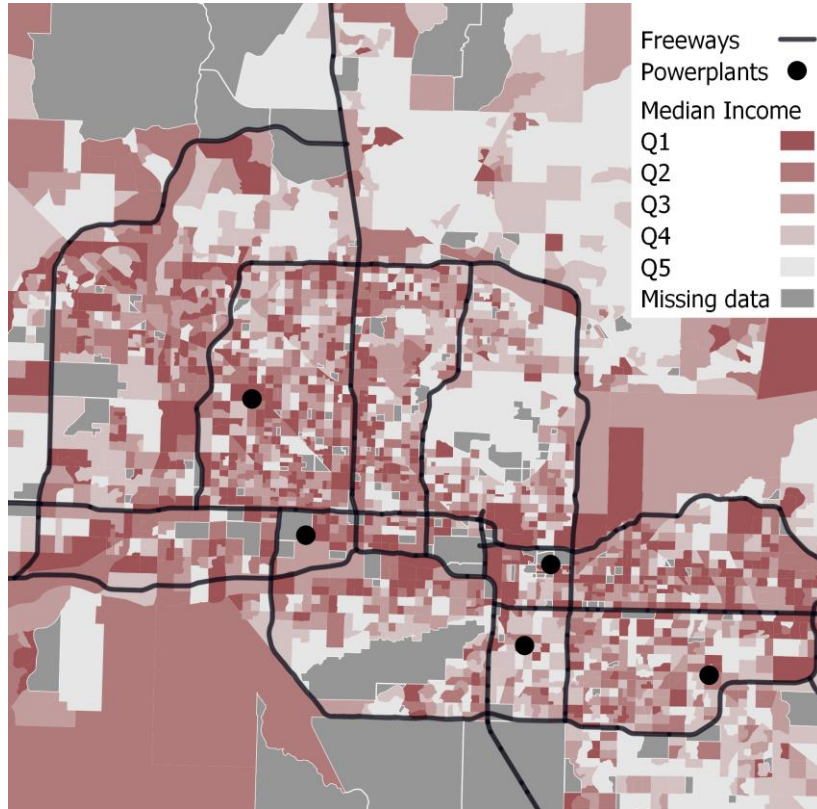 Freeways
Powerplants
Median Income
Q1
Q2
Q3
Q4
Q5
Missing data